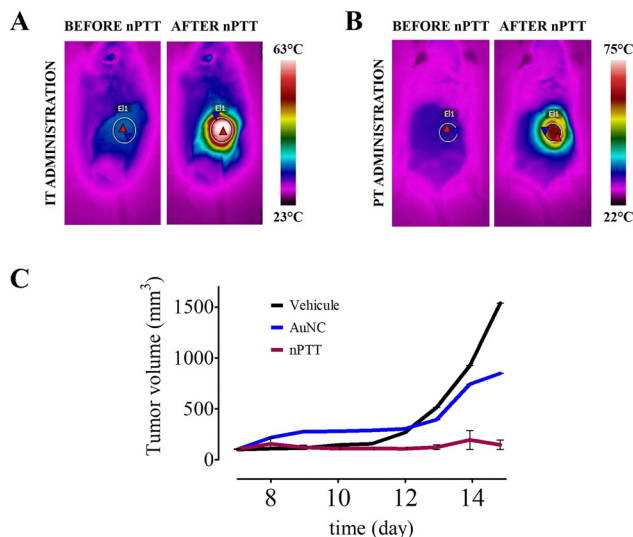 A
BEFORE nPTT AFTER nPTT
63°C
IT ADMINISTRATION
El1
El1
23°C
B
BEFORE nPTT AFTER nPTT
75°C
PT ADMINISTRATION
El1
El1
22°C
C
Tumor volume (mm³)
1500
1000
500
0
Vehicule
AuNC
nPTT
8 10 12 14
time (day)